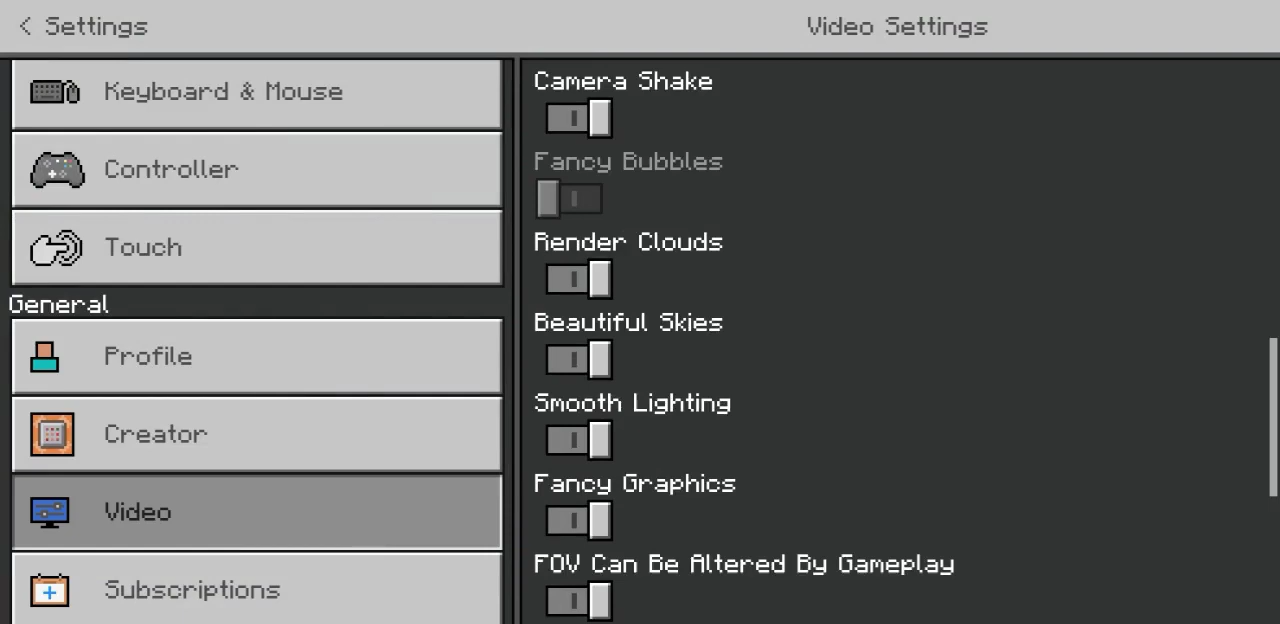 Settings
Video Settings
Keyboard & Mouse
Controller
Touch
General
Profile
Creator
Video
Subscriptions
Camera Shake
Fancy Bubbles
Render Clouds
Beautiful Skies
Smooth Lighting
Fancy Graphics
FOV Can Be Altered By Gameplay